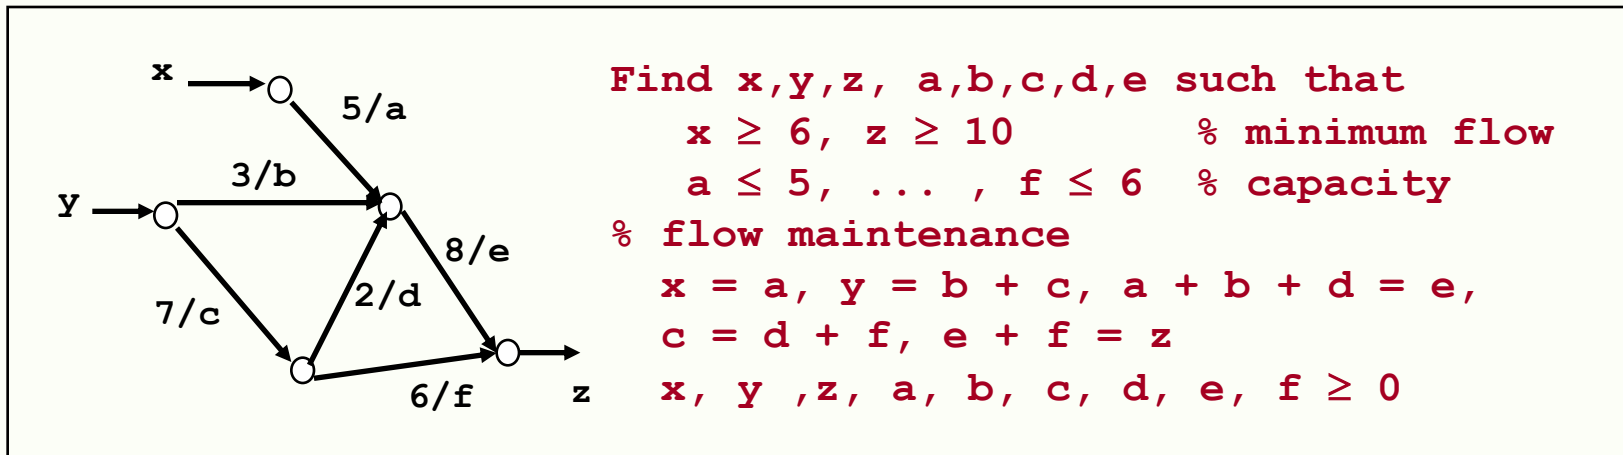 x
5/a
3/b
y
8/e
2/d
7/c
6/f
z
Find x,y,z, a,b,c,d,e such that
x ≥ 6, z ≥ 10 % minimum flow
a ≤ 5, ... , f ≤ 6 % capacity
% flow maintenance
x = a, y = b + c, a + b + d = e,
c = d + f, e + f = z
x, y ,z, a, b, c, d, e, f ≥ 0